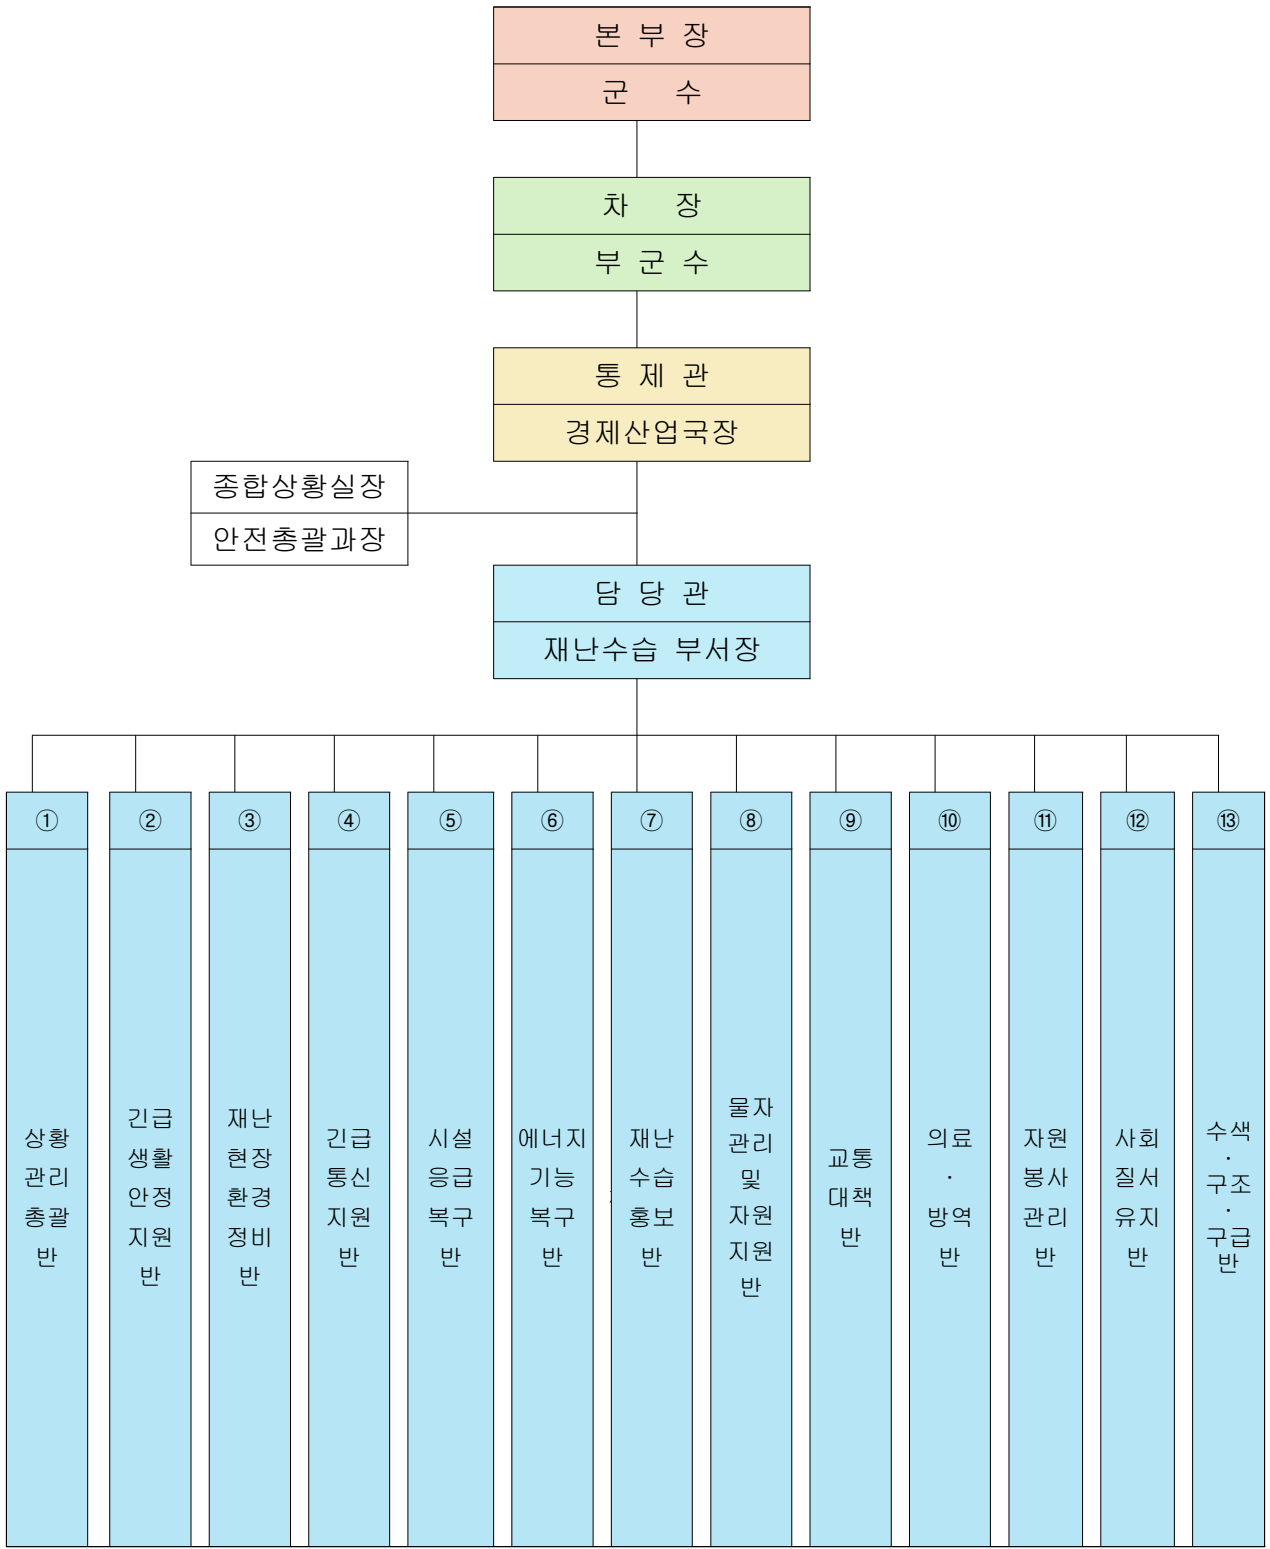 본 부 장
군 수
차 장
부 군 수
통 제 관
경제산업국장
종합상황실장
안전총괄과장
담 당 관
재난수습 부서장
①
상황
관리
총괄
반
②
긴급
생활
안정
지원
반
③
재난
현장
환경
정비
반
④
긴급
통신
지원
반
⑤
시설
응급
복구
반
⑥
에너지
기능
복구
반
⑦
재난
수습
홍보
반
⑧
물자
관리
및
자원
지원
반
⑨
교통
대책
반
⑩
의료
·
방역
반
⑪
자원
봉사
관리
반
⑫
사회
질서
유지
반
⑬
수색
·
구조
·
구급
반